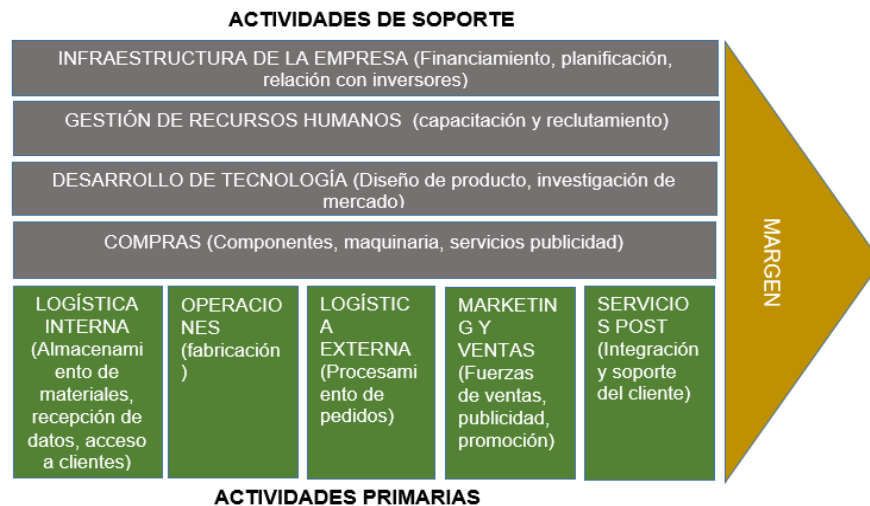 ACTIVIDADES DE SOPORTE
INFRAESTRUCTURA DE LA EMPRESA (Financiamiento, planificación,
relación con inversores)
GESTIÓN DE RECURSOS HUMANOS  (capacitación y reclutamiento)
DESARROLLO DE TECNOLOGÍA (Diseño de producto, investigación de
mercado)
COMPRAS (Componentes, maquinaria, servicios publicidad)
LOGÍSTICA
INTERNA
(Almacenami
ento de
materiales,
recepción de
datos, acceso
a clientes)
OPERACIO
NES
(fabricación
)
LOGÍSTIC
A
EXTERNA
(Procesami
ento de
pedidos)
MARKETIN
G Y
VENTAS
(Fuerzas
de ventas,
publicidad,
promoción)
SERVICIO
S POST
(Integración
y soporte
del cliente)
MARGEN
ACTIVIDADES PRIMARIAS